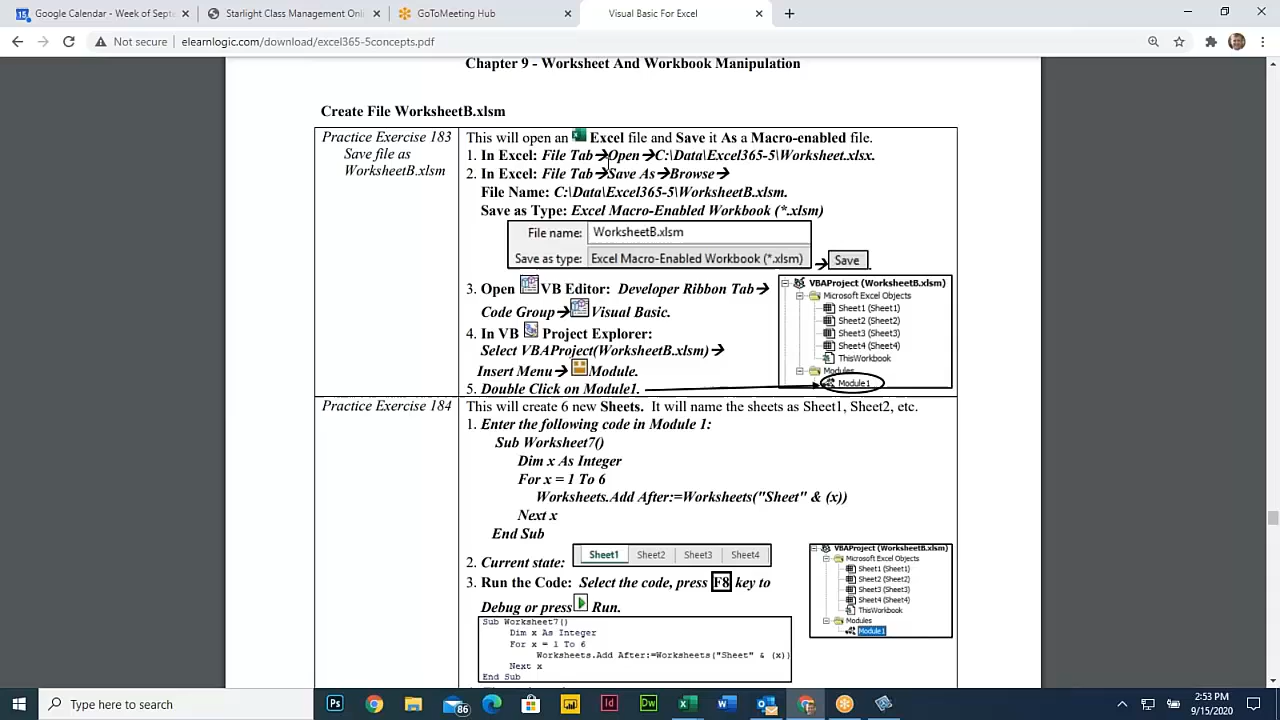 Google Calendar - Week of Septe
Starlight Class Management Onli
GoToMeeting Hub
Visual Basic For Excel
Not secure | elearnlogic.com/download/excel365-5concepts.pdf
Chapter 9 - Worksheet And Workbook Manipulation
Create File WorksheetB.xlsm
Practice Exercise 183
Save file as
WorksheetB.xlsm
This will open an Excel file and Save it As a Macro-enabled file.
1. In Excel: File Tab→Open→C:\Data\Excel365-5\Worksheet.xlsx.
2. In Excel: File Tab→Save As→Browse→
File Name: C:\Data\Excel365-5\WorksheetB.xlsm.
Save as Type: Excel Macro-Enabled Workbook (*.xlsm)
File name: WorksheetB.xlsm
Save as type: Excel Macro-Enabled Workbook (*.xlsm) → Save
3. Open VB Editor: Developer Ribbon Tab→
Code Group→ Visual Basic.
4. In VB Project Explorer:
Select VBAProject(WorksheetB.xlsm)→
Insert Menu→ Module.
5. Double Click on Module1.
VBAProject (WorksheetB.xlsm)
Microsoft Excel Objects
Sheet1 (Sheet1)
Sheet2 (Sheet2)
Sheet3 (Sheet3)
Sheet4 (Sheet4)
ThisWorkbook
Modules
Module1
Practice Exercise 184
This will create 6 new Sheets. It will name the sheets as Sheet1, Sheet2, etc.
1. Enter the following code in Module 1:
Sub Worksheet7()
Dim x As Integer
For x = 1 To 6
Worksheets.Add After:=Worksheets("Sheet" & (x))
Next x
End Sub
2. Current state: Sheet1 Sheet2 Sheet3 Sheet4
3. Run the Code: Select the code, press F8 key to
Debug or press Run.
Sub Worksheet7()
Dim x As Integer
For x = 1 To 6
Worksheets.Add After:=Worksheets("Sheet" & (x))
Next x
End Sub
VBAProject (WorksheetB.xlsm)
Microsoft Excel Objects
Sheet1 (Sheet1)
Sheet2 (Sheet2)
Sheet3 (Sheet3)
Sheet4 (Sheet4)
ThisWorkbook
Modules
Module1
Type here to search
Ps
86
Id
Dw
2:53 PM
9/15/2020